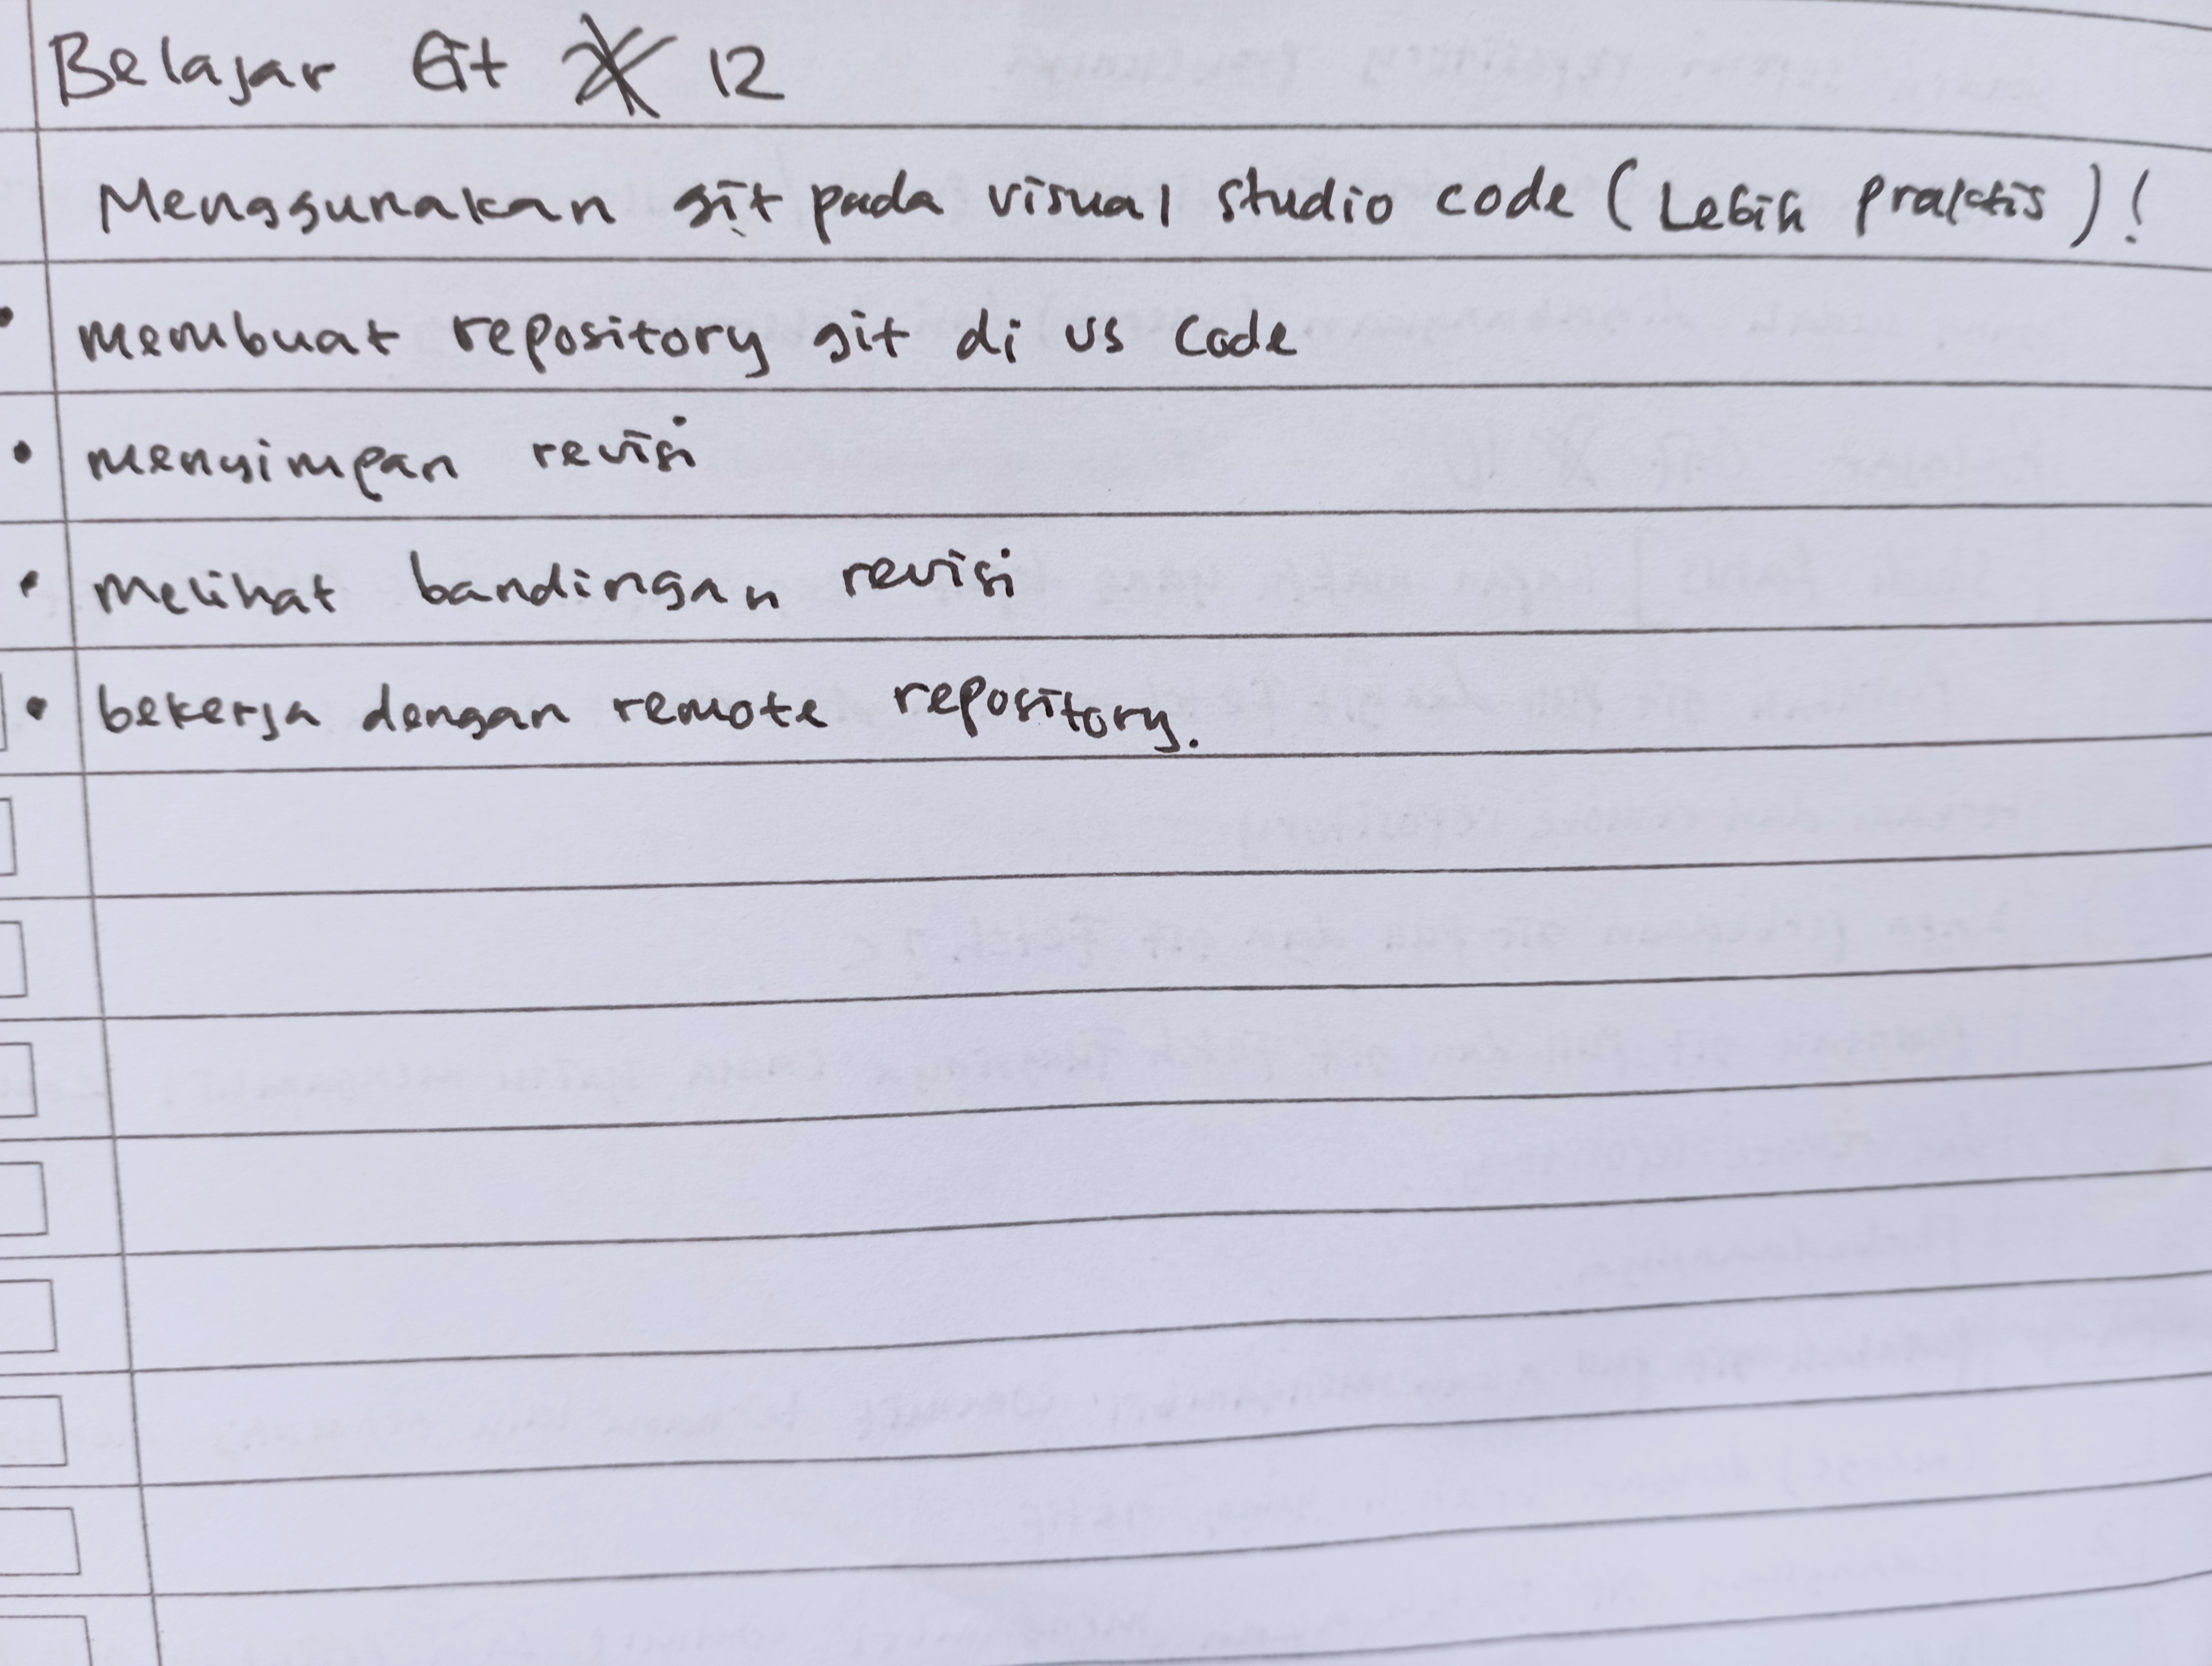 Belajar Git 12
Menggunakan git pada visual studio code (Lebih praktis)!
• membuat repository git di vs code
• menyimpan revisi
• melihat bandingan revisi
• bekerja dengan remote repository.